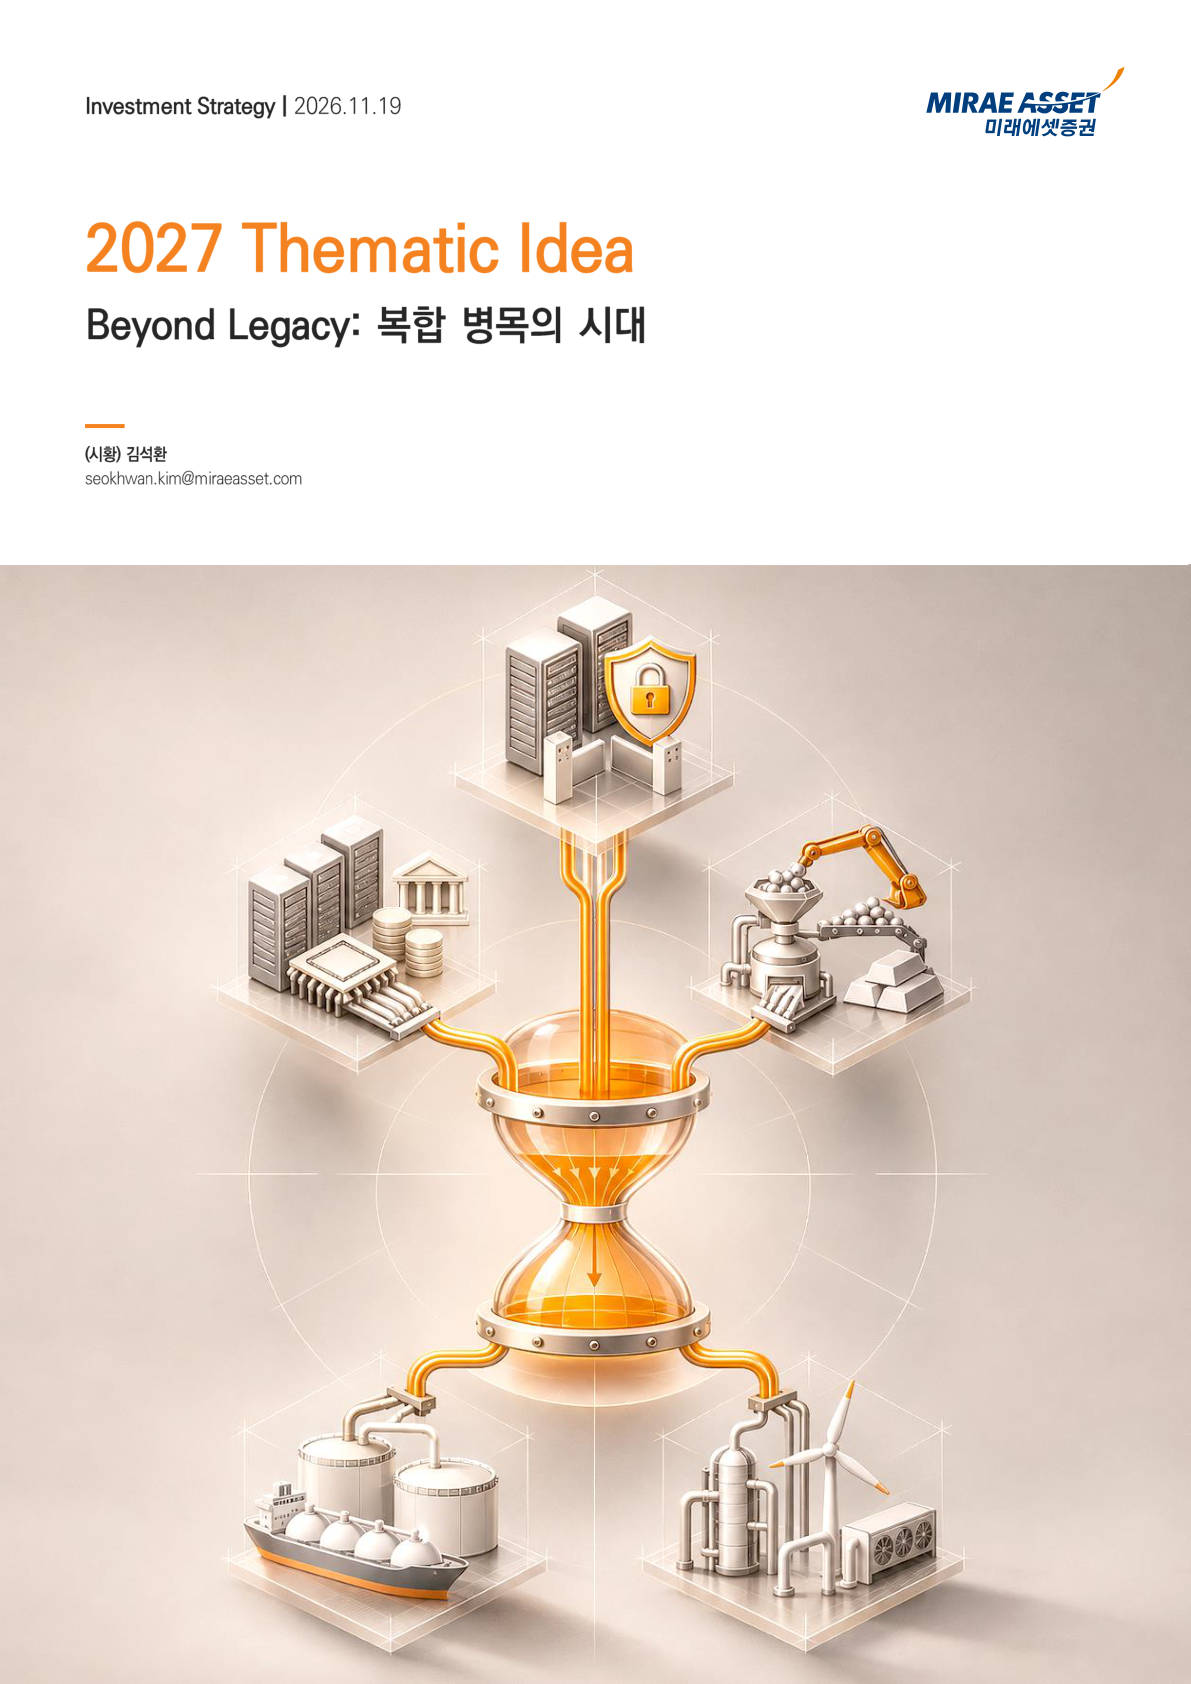 Investment Strategy | 2026.11.19
MIRAE ASSET
미래에셋증권
2027 Thematic Idea
Beyond Legacy: 복합 병목의 시대
(시황) 김석환
seokhwan.kim@miraeasset.com